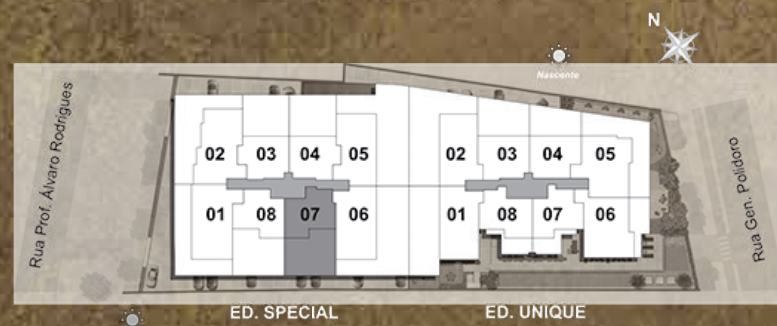 N
Nascente
Rua Prof. Álvaro Rodrigues
Rua Gen. Polidoro
02 03 04 05 02 03 04 05
01 08 07 06 01 08 07 06
ED. SPECIAL ED. UNIQUE